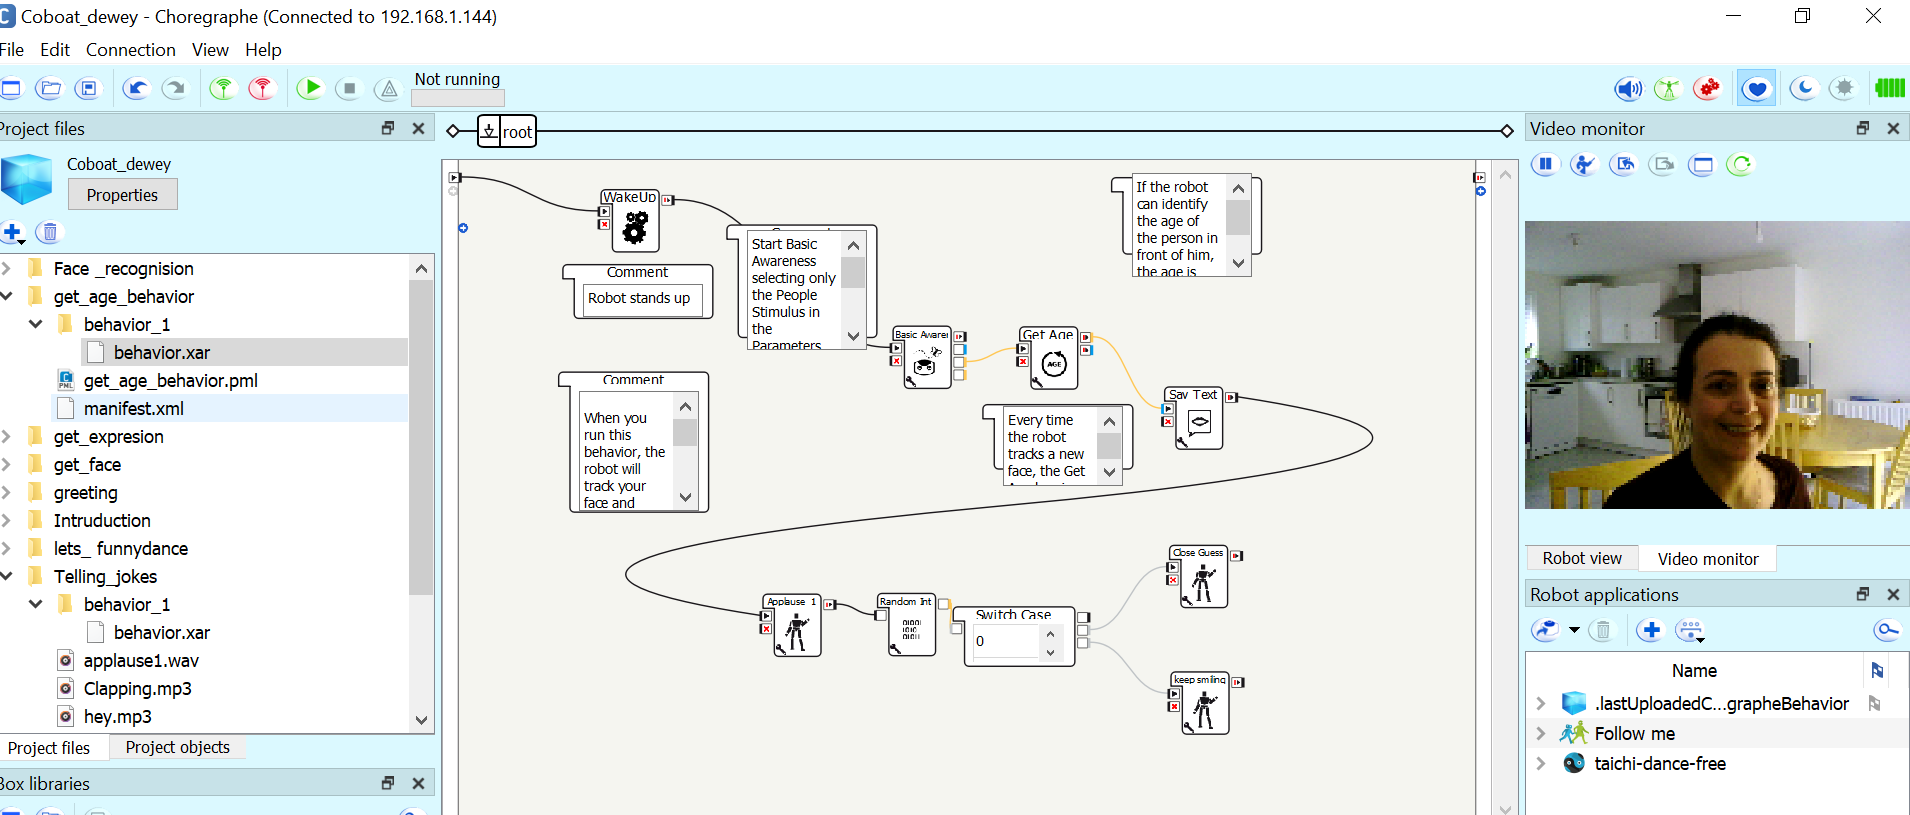 Coboat_dewey - Choregraphe (Connected to 192.168.1.144)
File Edit Connection View Help
Not running
Project files
Coboat_dewey
Properties
Face _recognision
get_age_behavior
behavior_1
behavior.xar
get_age_behavior.pml
manifest.xml
get_expresion
get_face
greeting
Intruduction
lets_ funnydance
Telling_jokes
behavior_1
behavior.xar
applause1.wav
Clapping.mp3
hey.mp3
Project files
Project objects
Box libraries
root
WakeUp
Comment
Robot stands up
Start Basic
Awareness
selecting only
the People
Stimulus in
the
Parameters
If the robot
can identify
the age of
the person in
front of him,
the age is
Comment
When you
run this
behavior, the
robot will
track your
face and
Basic Awarer
Get Age
AGE
Every time
the robot
tracks a new
face, the Get
Say Text
Applause 1
Random Int
Switch Case
0
Close Guess
keep smiling
Video monitor
Robot view
Video monitor
Robot applications
Name
.lastUploadedC...grapheBehavior
Follow me
taichi-dance-free